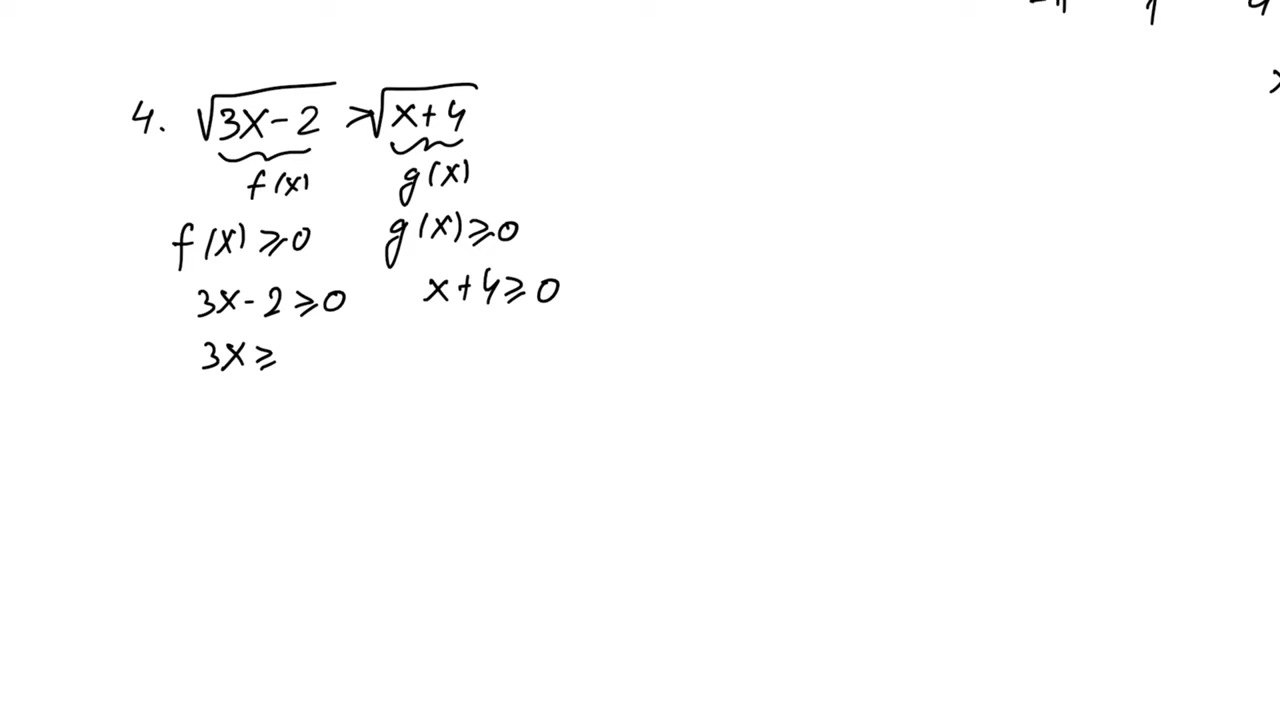 4. √(3x-2) > √(x+4)
f(x) g(x)
f(x) ≥ 0 g(x) ≥ 0
3x-2 ≥ 0 x+4 ≥ 0
3x ≥